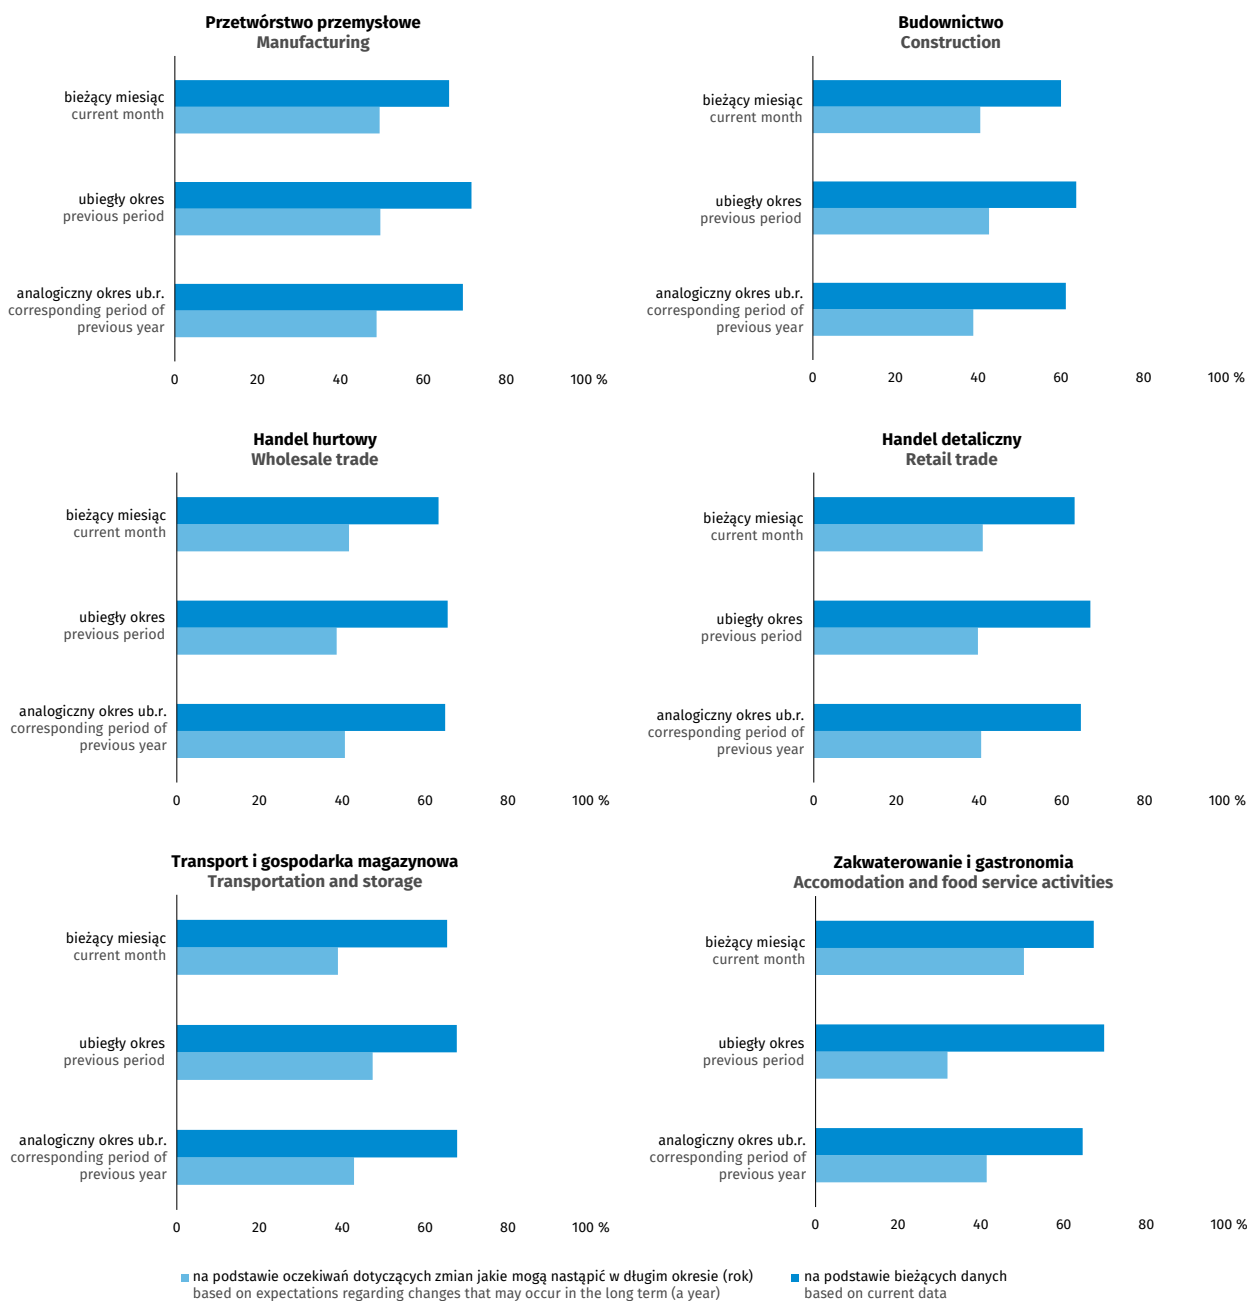 Przetwórstwo przemysłowe
Manufacturing
bieżący miesiąc
current month
ubiegły okres
previous period
analogiczny okres ub.r.
corresponding period of
previous year
0 20 40 60 80 100 %
Budownictwo
Construction
bieżący miesiąc
current month
ubiegły okres
previous period
analogiczny okres ub.r.
corresponding period of
previous year
0 20 40 60 80 100 %
Handel hurtowy
Wholesale trade
bieżący miesiąc
current month
ubiegły okres
previous period
analogiczny okres ub.r.
corresponding period of
previous year
0 20 40 60 80 100 %
Handel detaliczny
Retail trade
bieżący miesiąc
current month
ubiegły okres
previous period
analogiczny okres ub.r.
corresponding period of
previous year
0 20 40 60 80 100 %
Transport i gospodarka magazynowa
Transportation and storage
bieżący miesiąc
current month
ubiegły okres
previous period
analogiczny okres ub.r.
corresponding period of
previous year
0 20 40 60 80 100 %
Zakwaterowanie i gastronomia
Accomodation and food service activities
bieżący miesiąc
current month
ubiegły okres
previous period
analogiczny okres ub.r.
corresponding period of
previous year
0 20 40 60 80 100 %
na podstawie oczekiwań dotyczących zmian jakie mogą nastąpić w długim okresie (rok)
based on expectations regarding changes that may occur in the long term (a year)
na podstawie bieżących danych
based on current data